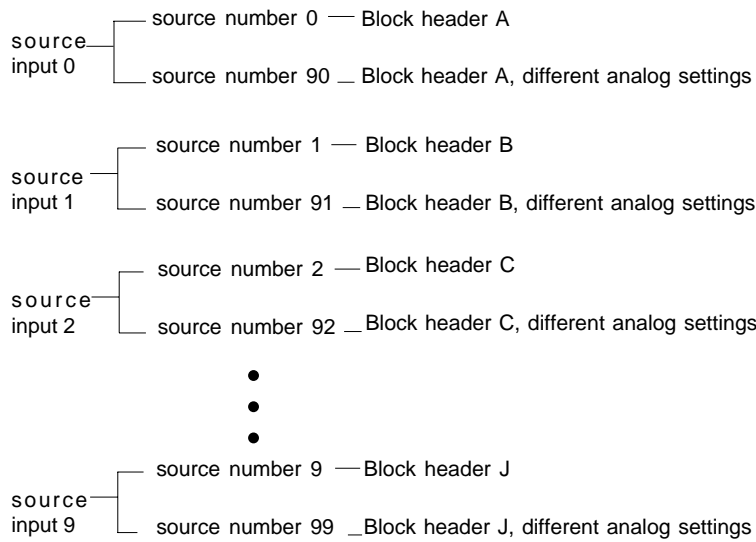 source number 0 Block header A
source
input 0
source number 90 Block header A, different analog settings
source number 1 Block header B
source
input 1
source number 91 Block header B, different analog settings
source number 2 Block header C
source
input 2
source number 92 Block header C, different analog settings
source number 9 Block header J
source
input 9
source number 99 Block header J, different analog settings